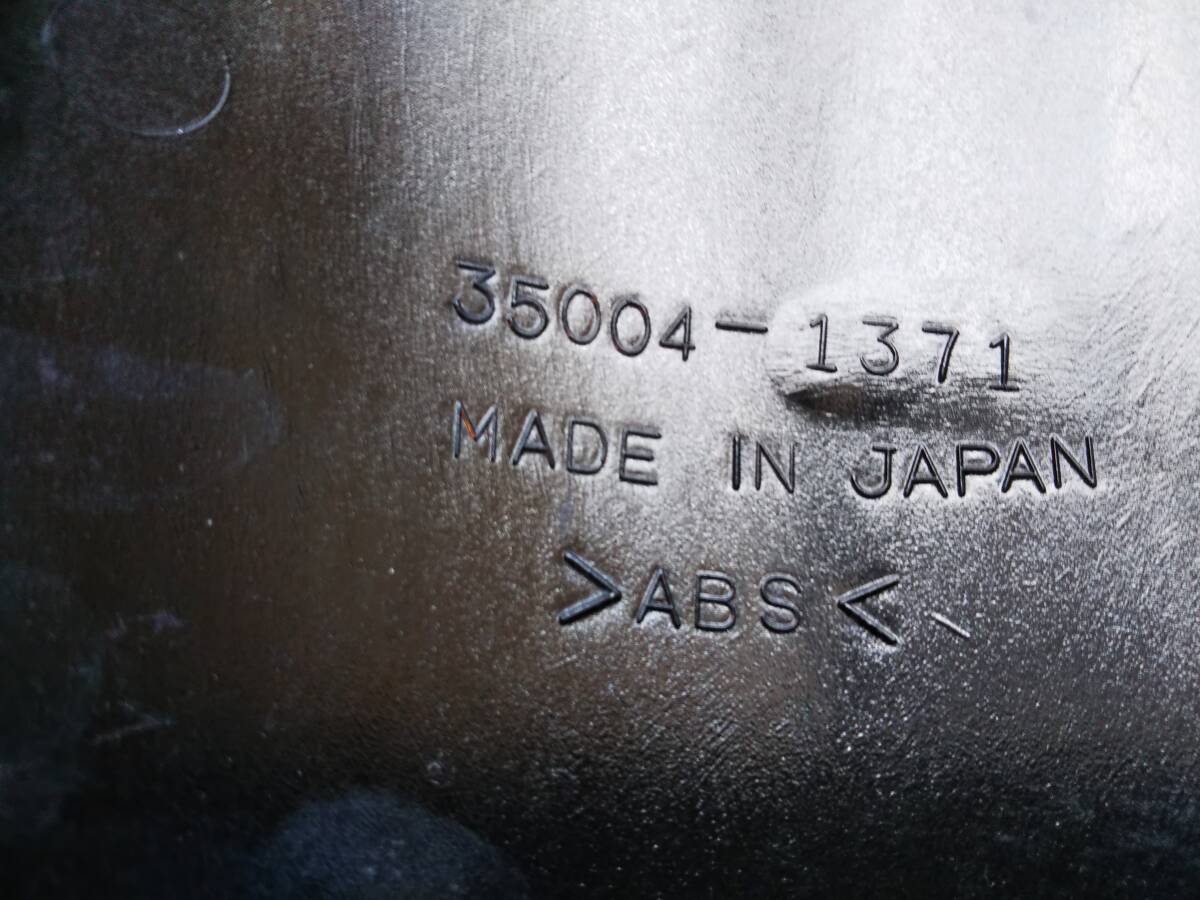 35004-1371
MADE IN JAPAN
>ABS<